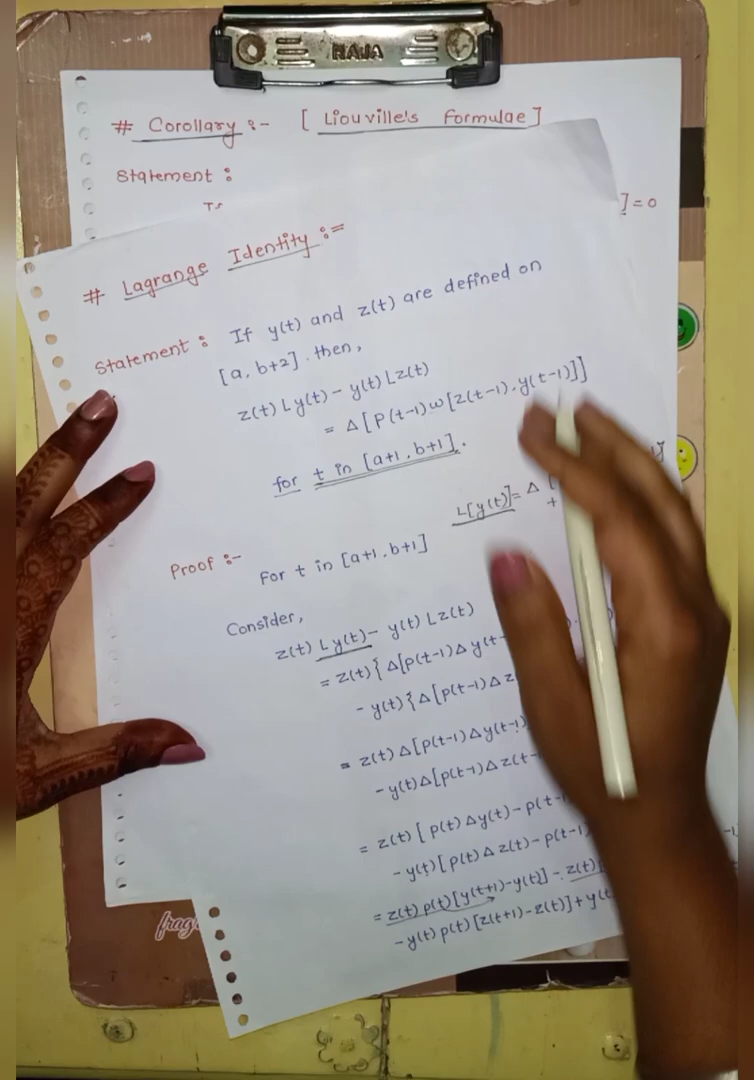 RAJA
# Corollary :- [ Liouville's formulae ]
Statement :
] = 0
# Lagrange Identity :=
Statement : If y(t) and z(t) are defined on
[a, b+2] . then,
z(t) Ly(t) - y(t) Lz(t)
= Δ[P(t-1) w[z(t-1) . y(t-1)]]
for t in [a+1 , b+1] .
L[y(t)] = Δ [
+
Proof :- For t in [a+1 , b+1]
Consider,
z(t) Ly(t) - y(t) Lz(t)
= z(t) { Δ[p(t-1) Δ y(t-
- y(t) { Δ[p(t-1) Δ z
= z(t) Δ[p(t-1) Δy(t-1)
- y(t) Δ[p(t-1) Δ z(t-
= z(t) [ p(t) Δy(t) - p(t-1
- y(t) [ p(t) Δ z(t) - p(t-1)
= z(t) p(t) [y(t+1) - y(t)] - z(t)
- y(t) p(t) [z(t+1) - z(t)] + y(t